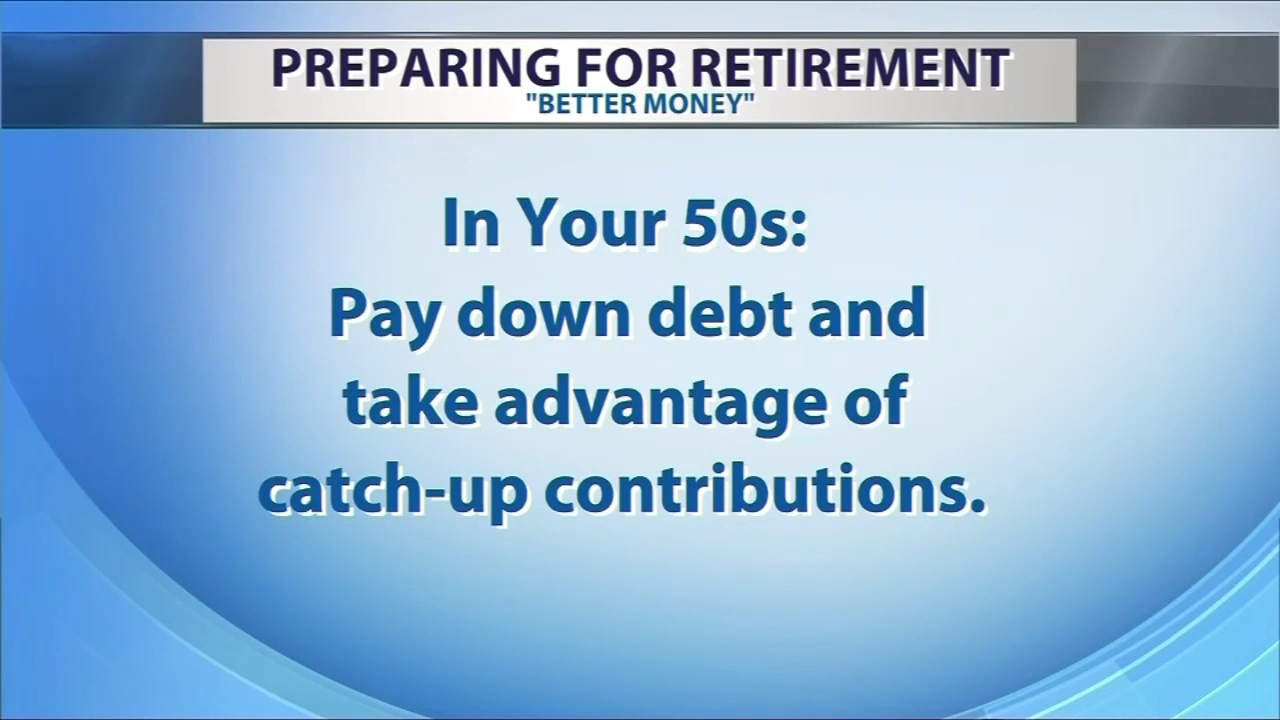 PREPARING FOR RETIREMENT
"BETTER MONEY"
In Your 50s:
Pay down debt and
take advantage of
catch-up contributions.